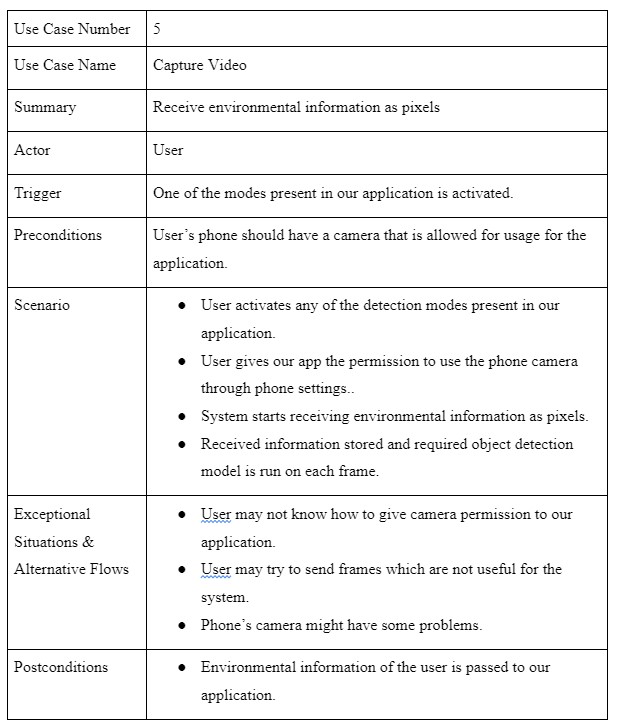 Use Case Number 5
Use Case Name Capture Video
Summary Receive environmental information as pixels
Actor User
Trigger One of the modes present in our application is activated.
Preconditions User’s phone should have a camera that is allowed for usage for the
application.
Scenario ● User activates any of the detection modes present in our
application.
● User gives our app the permission to use the phone camera
through phone settings..
● System starts receiving environmental information as pixels.
● Received information stored and required object detection
model is run on each frame.
Exceptional
Situations &
Alternative Flows
● User may not know how to give camera permission to our
application.
● User may try to send frames which are not useful for the
system.
● Phone’s camera might have some problems.
Postconditions ● Environmental information of the user is passed to our
application.